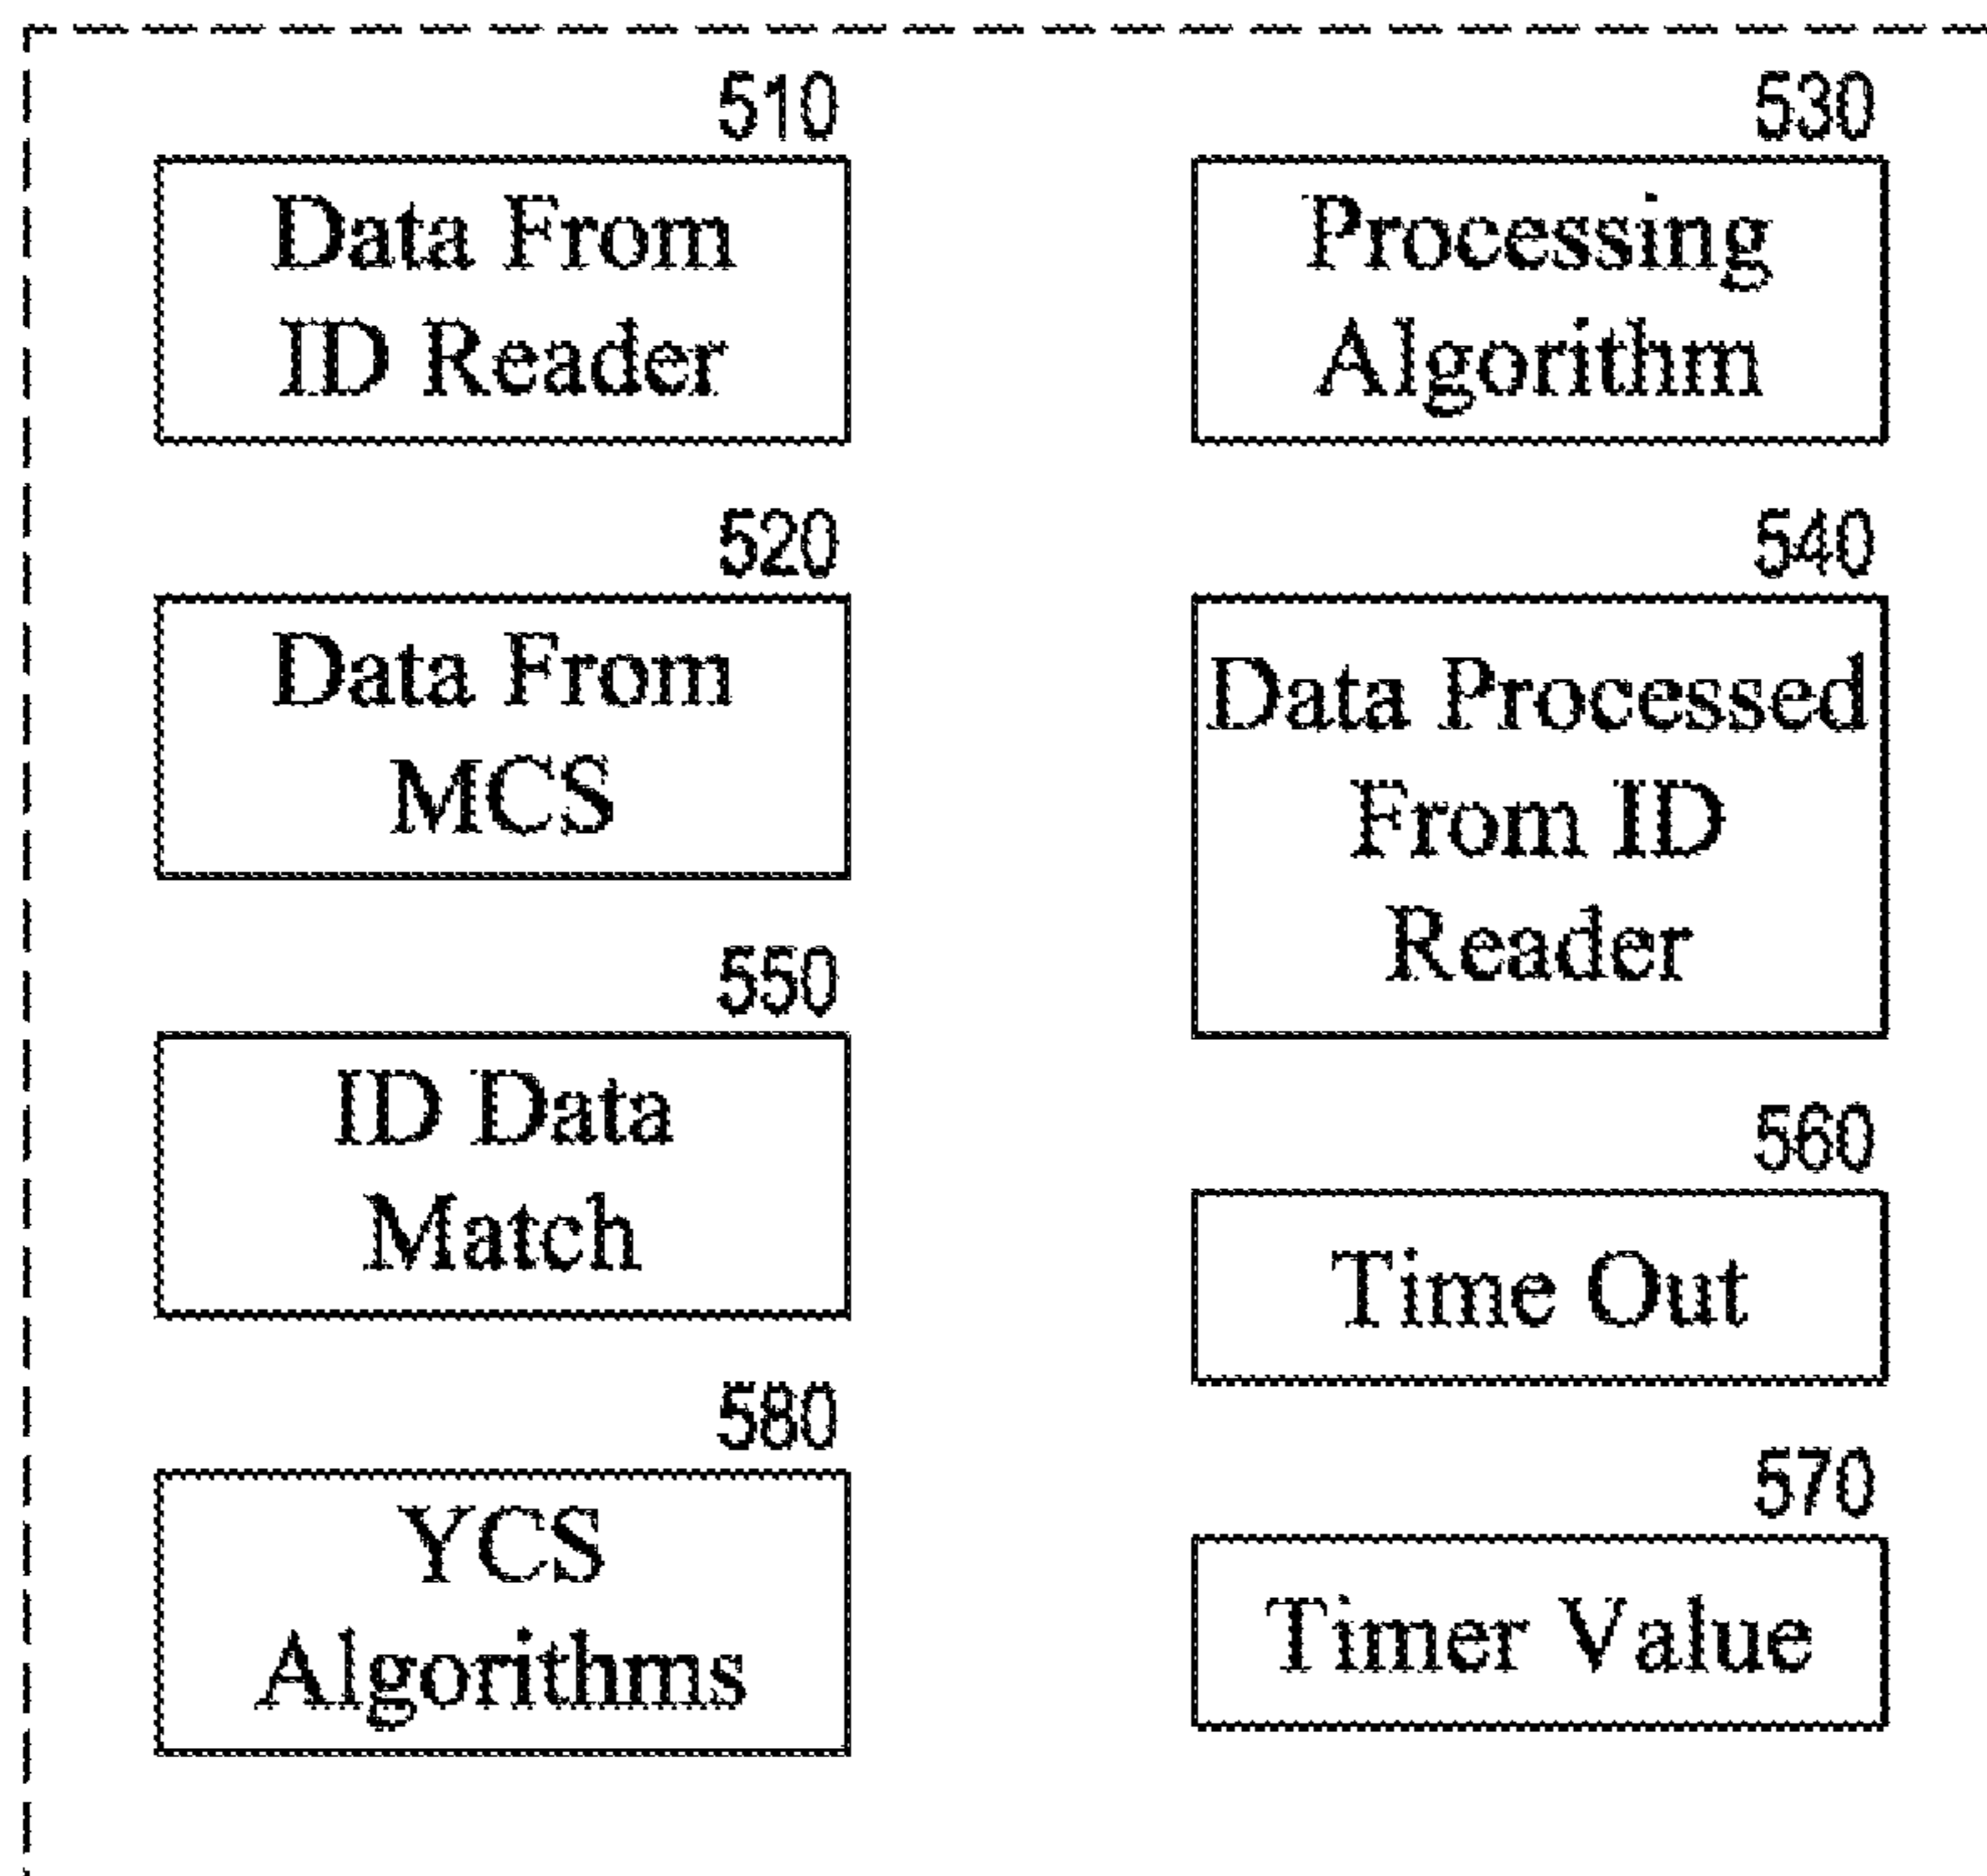 510
Data From
ID Reader
520
Data From
MCS
550
ID Data
Match
580
YCS
Algorithms
530
Processing
Algorithm
540
Data Processed
From ID
Reader
560
Time Out
570
Timer Value